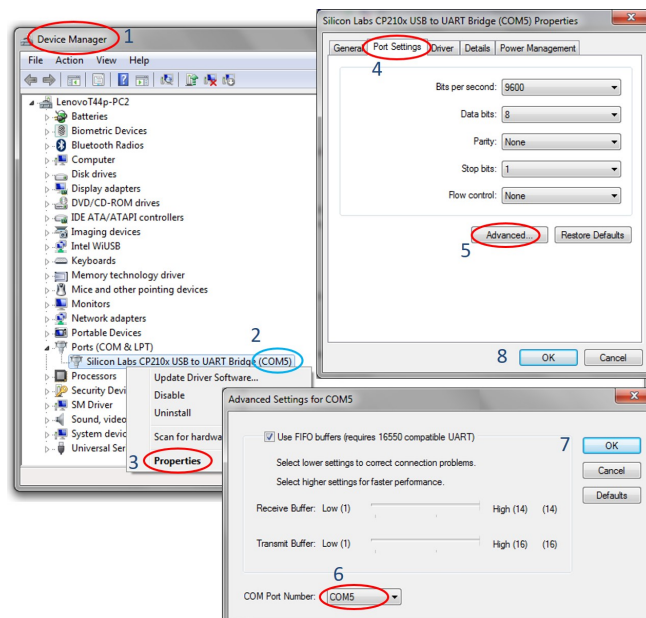 Device Manager 1
File Action View Help
LenovoT44p-PC2
Batteries
Biometric Devices
Bluetooth Radios
Computer
Disk drives
Display adapters
DVD/CD-ROM drives
IDE ATA/ATAPI controllers
Imaging devices
Intel WiUSB
Keyboards
Memory technology driver
Mice and other pointing devices
Monitors
Network adapters
Portable Devices
Ports (COM & LPT)
2
Silicon Labs CP210x USB to UART Bridge (COM5)
Processors
Security Devi
SM Driver
Sound, video
System devic
Universal Ser
Update Driver Software...
Disable
Uninstall
Scan for hardwa
3 Properties
Silicon Labs CP210x USB to UART Bridge (COM5) Properties
General Port Settings Driver Details Power Management
4
Bits per second: 9600
Data bits: 8
Parity: None
Stop bits: 1
Flow control: None
Advanced... Restore Defaults
5
8 OK Cancel
Advanced Settings for COM5
Use FIFO buffers (requires 16550 compatible UART) 7 OK
Select lower settings to correct connection problems.
Cancel
Select higher settings for faster performance.
Defaults
Receive Buffer: Low (1) High (14) (14)
Transmit Buffer: Low (1) High (16) (16)
6
COM Port Number: COM5